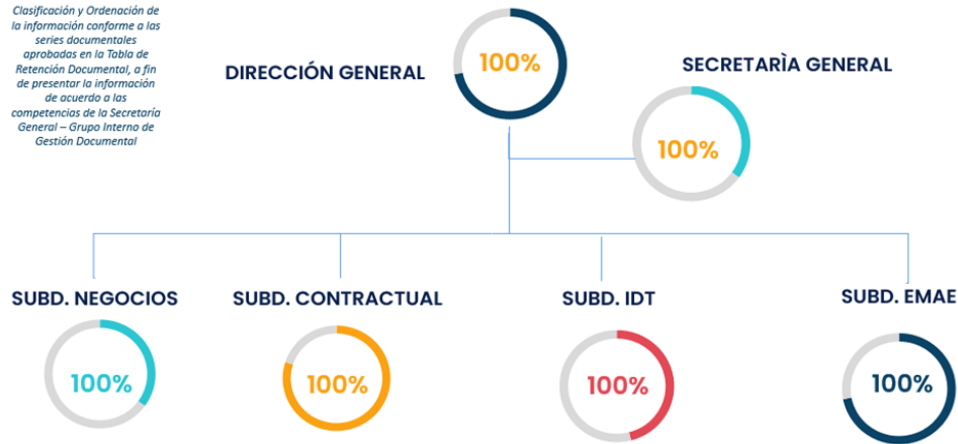 Clasificación y Ordenación de
la información conforme a las
series documentales
aprobadas en la Tabla de
Retención Documental, a fin
de presentar la información
de acuerdo a las
competencias de la Secretaría
General – Grupo Interno de
Gestión Documental
DIRECCIÓN GENERAL
100%
SECRETARÌA GENERAL
100%
SUBD. NEGOCIOS
100%
SUBD. CONTRACTUAL
100%
SUBD. IDT
100%
SUBD. EMAE
100%